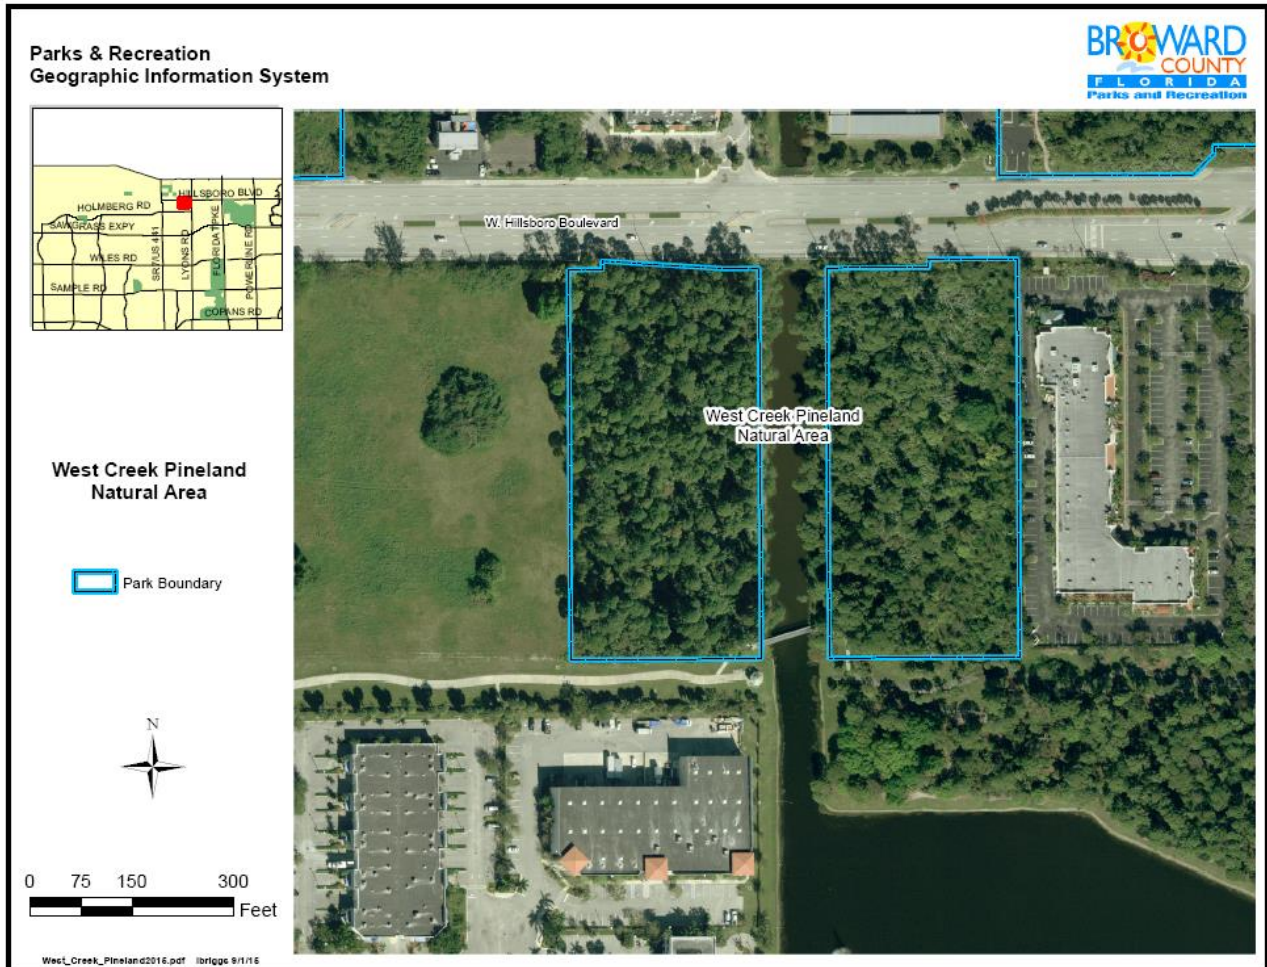 Parks & Recreation
Geographic Information System
BROWARD
COUNTY
FLORIDA
Parks and Recreation
HILLSBORO BLVD
HOLMBERG RD
SAWGRASS EXPY
SR7/US 441
LYONS RD
FLORIDA TPKE
POWERLINE RD
WILES RD
SAMPLE RD
COPANS RD
W. Hillsboro Boulevard
West Creek Pineland
Natural Area
West Creek Pineland
Natural Area
Park Boundary
N
0 75 150 300
Feet
West_Creek_Pineland2015.pdf lbriggs 9/1/15